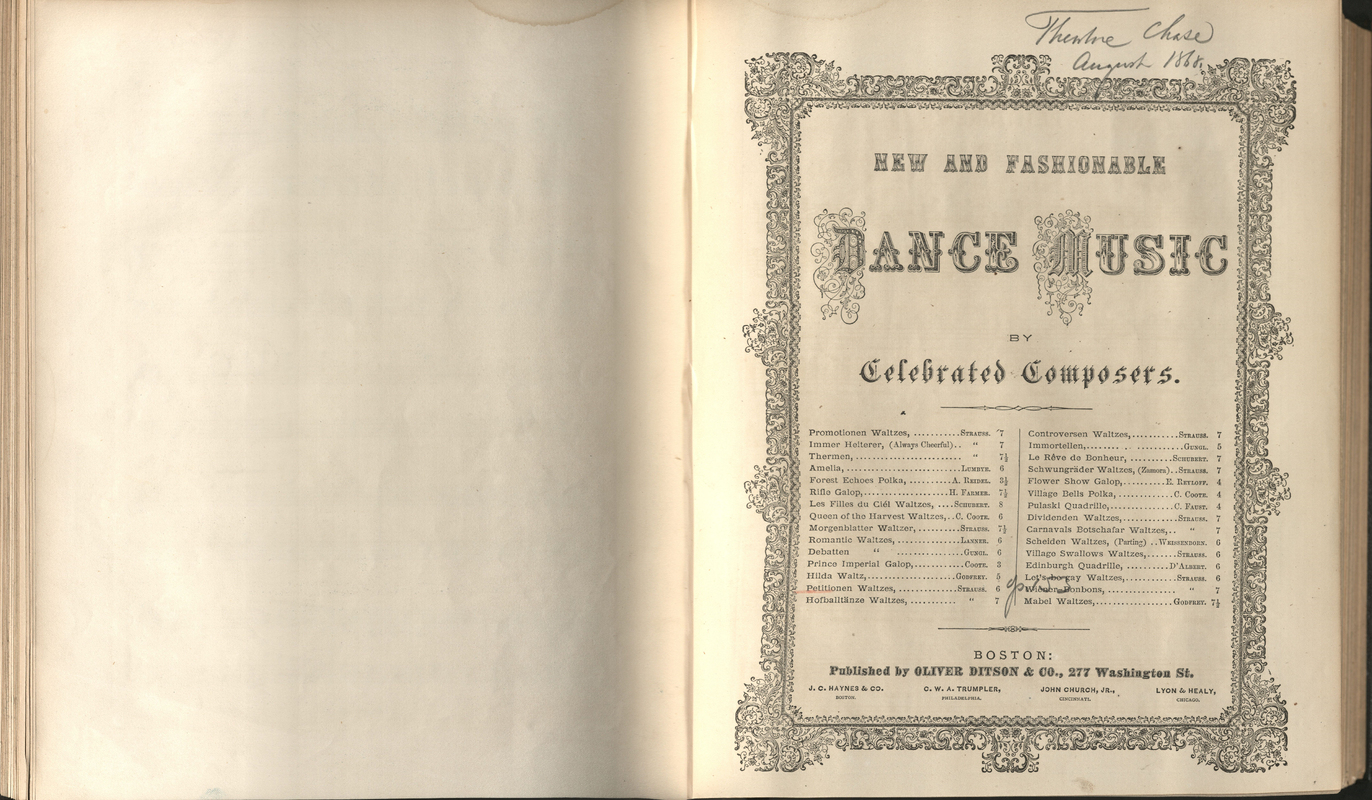 Theodore Chase
August 1868.
NEW AND FASHIONABLE
DANCE MUSIC
BY
Celebrated Composers.
Promotionen Waltzes, ...........STRAUSS. 7
Immer Heiterer, (Always Cheerful).. " 7
Thermen,........................... " 7½
Amelia,.............................LUMBYE. 6
Forest Echoes Polka, ..........A. REIDEL. 3½
Rifle Galop,....................H. FARMER. 7½
Les Filles du Ciél Waltzes, ....SCHUBERT. 8
Queen of the Harvest Waltzes,..C. COOTE. 6
Morgenblatter Waltzer, ..........STRAUSS. 7½
Romantic Waltzes, ...............LANNER. 6
Debatten " ................GUNGL. 6
Prince Imperial Galop,............COOTE. 3
Hilda Waltz,......................GODFREY. 5
Petitionen Waltzes, ..............STRAUSS. 6
Hofballtänze Waltzes, ........... " 7
Controversen Waltzes,...........STRAUSS. 7
Immortellen,........ . . ...........GUNGL. 5
Le Rêve de Bonheur, ..........SCHUBERT. 7
Schwungräder Waltzes, (Zamora)..STRAUSS. 7
Flower Show Galop,..........E. REYLOFF. 4
Village Bells Polka, .............C. COOTE. 4
Pulaski Quadrille,................C. FAUST. 4
Dividenden Waltzes,.............STRAUSS. 7
Carnavals Botschafar Waltzes,.. " 7
Scheiden Waltzes, (Parting) ..WEISSENBORN. 6
Village Swallows Waltzes,.......STRAUSS. 6
Edinburgh Quadrille, ..........D'ALBERT. 6
Let's be gay Waltzes,............STRAUSS. 6
Wiener Bonbons, ................. " 7
Mabel Waltzes,..................GODFREY. 7½
BOSTON:
Published by OLIVER DITSON & CO., 277 Washington St.
J. C. HAYNES & CO. C. W. A. TRUMPLER, JOHN CHURCH, JR., LYON & HEALY,
BOSTON. PHILADELPHIA. CINCINNATI. CHICAGO.